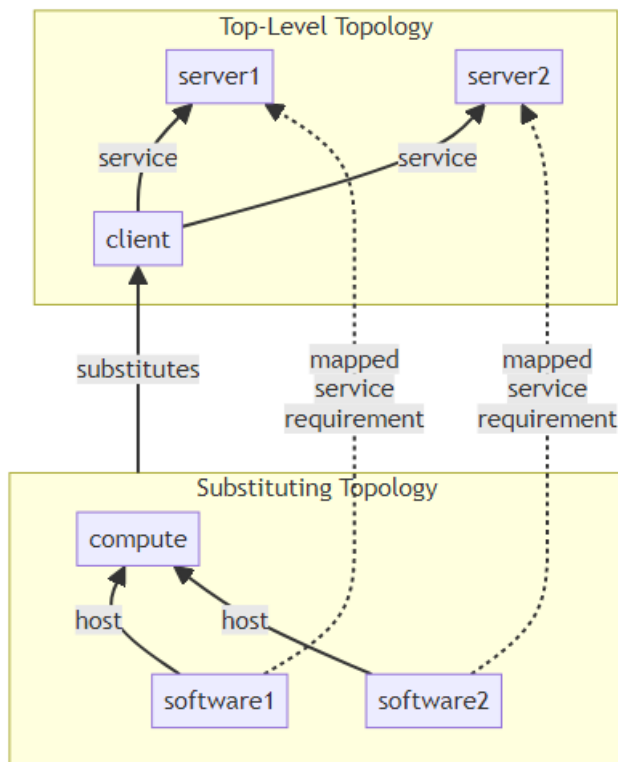 Top-Level Topology
server1
server2
service
service
client
substitutes
mapped
service
requirement
mapped
service
requirement
Substituting Topology
compute
host
host
software1
software2